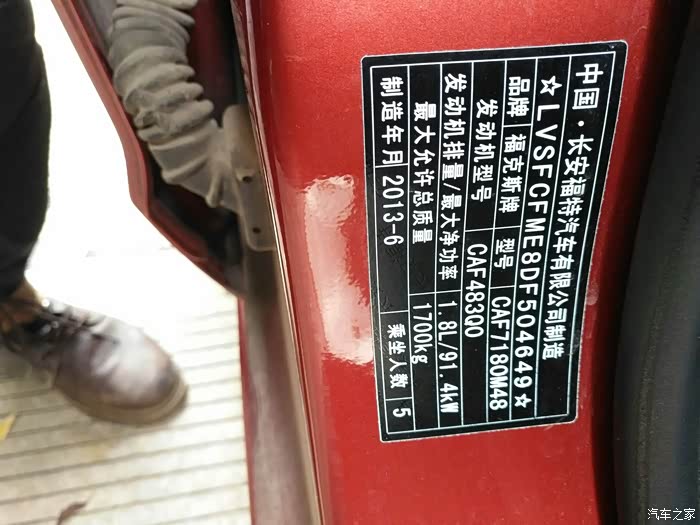 中国·长安福特汽车有限公司制造
☆LVSFCFME8DF504649☆
品牌 福克斯牌 型号 CAF7180M48
发动机型号 CAF483Q0
发动机排量/最大净功率 1.8L/91.4kW
最大允许总质量 1700kg
制造年月 2013-6 乘坐人数 5
汽车之家